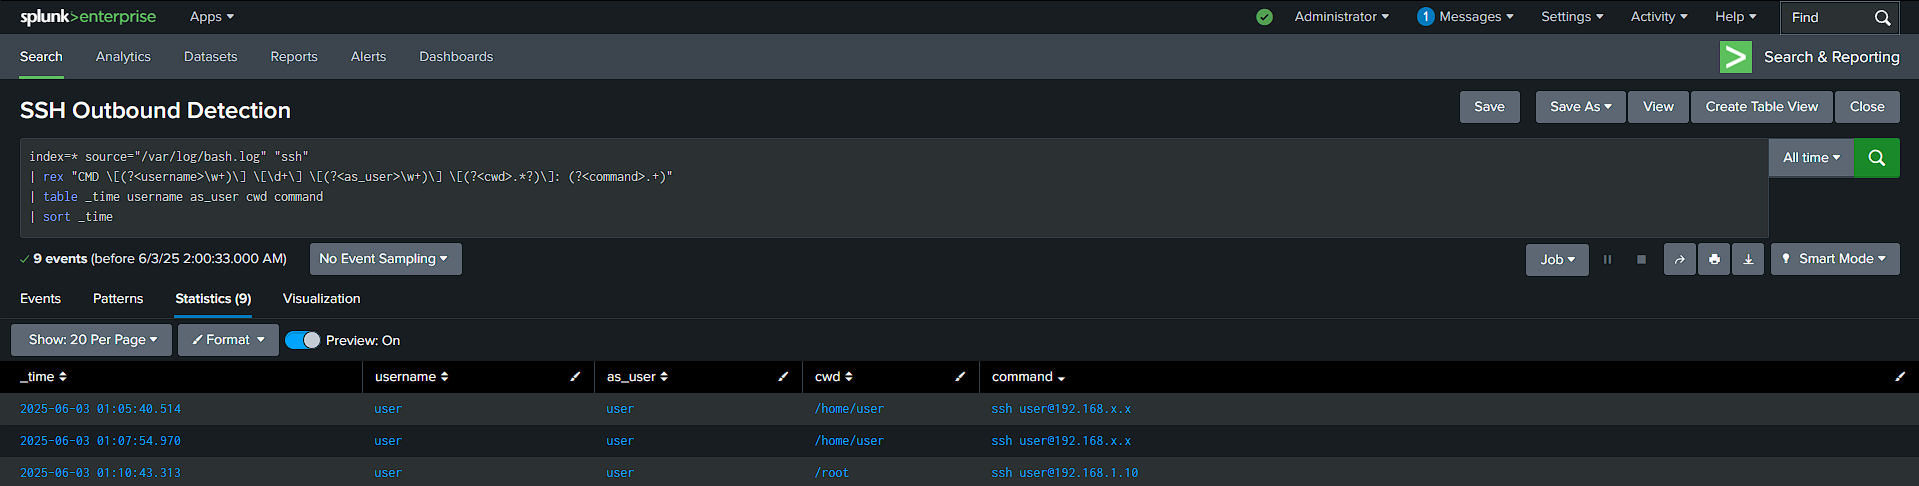 splunk>enterprise Apps Administrator 1 Messages Settings Activity Help Find
Search Analytics Datasets Reports Alerts Dashboards > Search & Reporting
SSH Outbound Detection Save Save As View Create Table View Close
index=* source="/var/log/bash.log" "ssh"
| rex "CMD \[(?<username>\w+)\] \[\d+\] \[(?<as_user>\w+)\] \[(?<cwd>.*?)\]: (?<command>.+)"
| table _time username as_user cwd command
| sort _time
All time
9 events (before 6/3/25 2:00:33.000 AM) No Event Sampling Job Smart Mode
Events Patterns Statistics (9) Visualization
Show: 20 Per Page Format Preview: On
_time username as_user cwd command
2025-06-03 01:05:40.514 user user /home/user ssh user@192.168.x.x
2025-06-03 01:07:54.970 user user /home/user ssh user@192.168.x.x
2025-06-03 01:10:43.313 user user /root ssh user@192.168.1.10